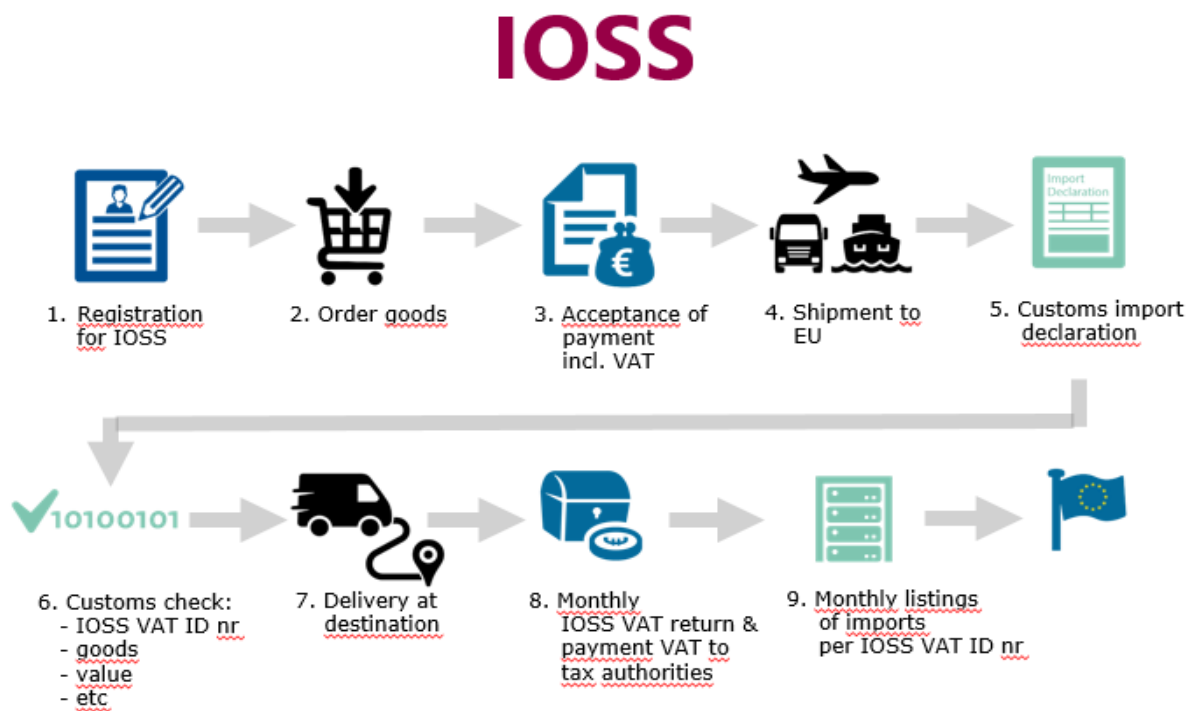 IOSS
Import
Declaration
1. Registration
for IOSS
2. Order goods
3. Acceptance of
payment
incl. VAT
4. Shipment to
EU
5. Customs import
declaration
€
10100101
6. Customs check:
- IOSS VAT ID nr
- goods
- value
- etc
7. Delivery at
destination
8. Monthly
IOSS VAT return &
payment VAT to
tax authorities
9. Monthly listings
of imports
per IOSS VAT ID nr